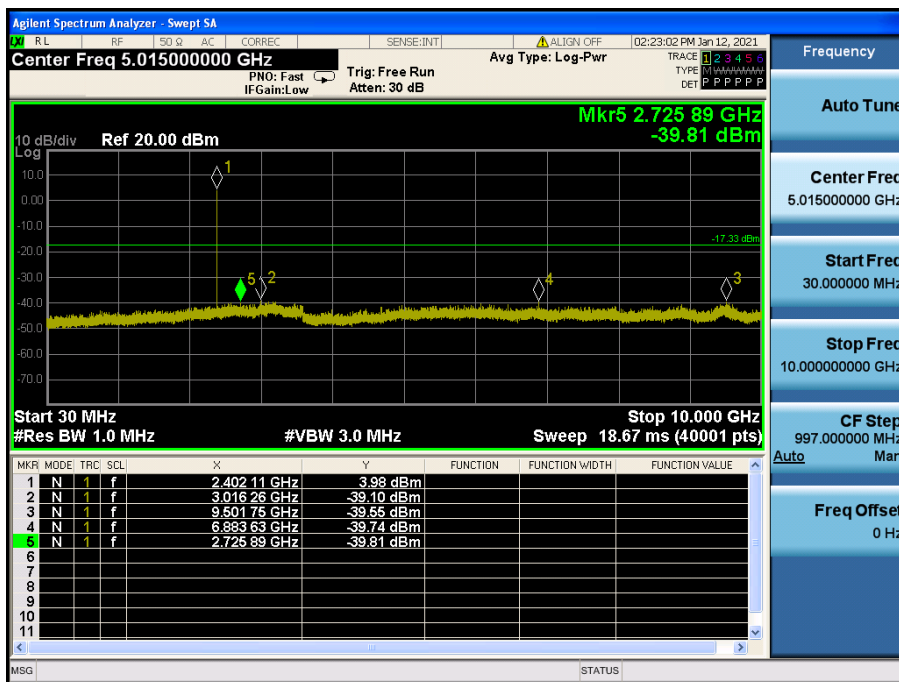 Agilent Spectrum Analyzer - Swept SA
LXI RL RF 50 Ω AC CORREC SENSE:INT ALIGN OFF 02:23:02 PM Jan 12, 2021
Center Freq 5.015000000 GHz
PNO: Fast
IFGain:Low
Trig: Free Run
Atten: 30 dB
Avg Type: Log-Pwr
TRACE 1 2 3 4 5 6
TYPE M WWWWW
DET P P P P P P
Mkr5 2.725 89 GHz
-39.81 dBm
10 dB/div
Log
Ref 20.00 dBm
10.0
0.00
-10.0
-20.0
-30.0
-40.0
-50.0
-60.0
-70.0
1
-17.33 dBm
5
2
4
3
Start 30 MHz
Stop 10.000 GHz
#Res BW 1.0 MHz
#VBW 3.0 MHz
Sweep 18.67 ms (40001 pts)
MKR MODE TRC SCL X Y FUNCTION FUNCTION WIDTH FUNCTION VALUE
1 N 1 f 2.402 11 GHz 3.98 dBm
2 N 1 f 3.016 26 GHz -39.10 dBm
3 N 1 f 9.501 75 GHz -39.55 dBm
4 N 1 f 6.883 63 GHz -39.74 dBm
5 N 1 f 2.725 89 GHz -39.81 dBm
6
7
8
9
10
11
MSG
STATUS
Frequency
Auto Tune
Center Freq
5.015000000 GHz
Start Freq
30.000000 MHz
Stop Freq
10.000000000 GHz
CF Step
997.000000 MHz
Auto Man
Freq Offset
0 Hz